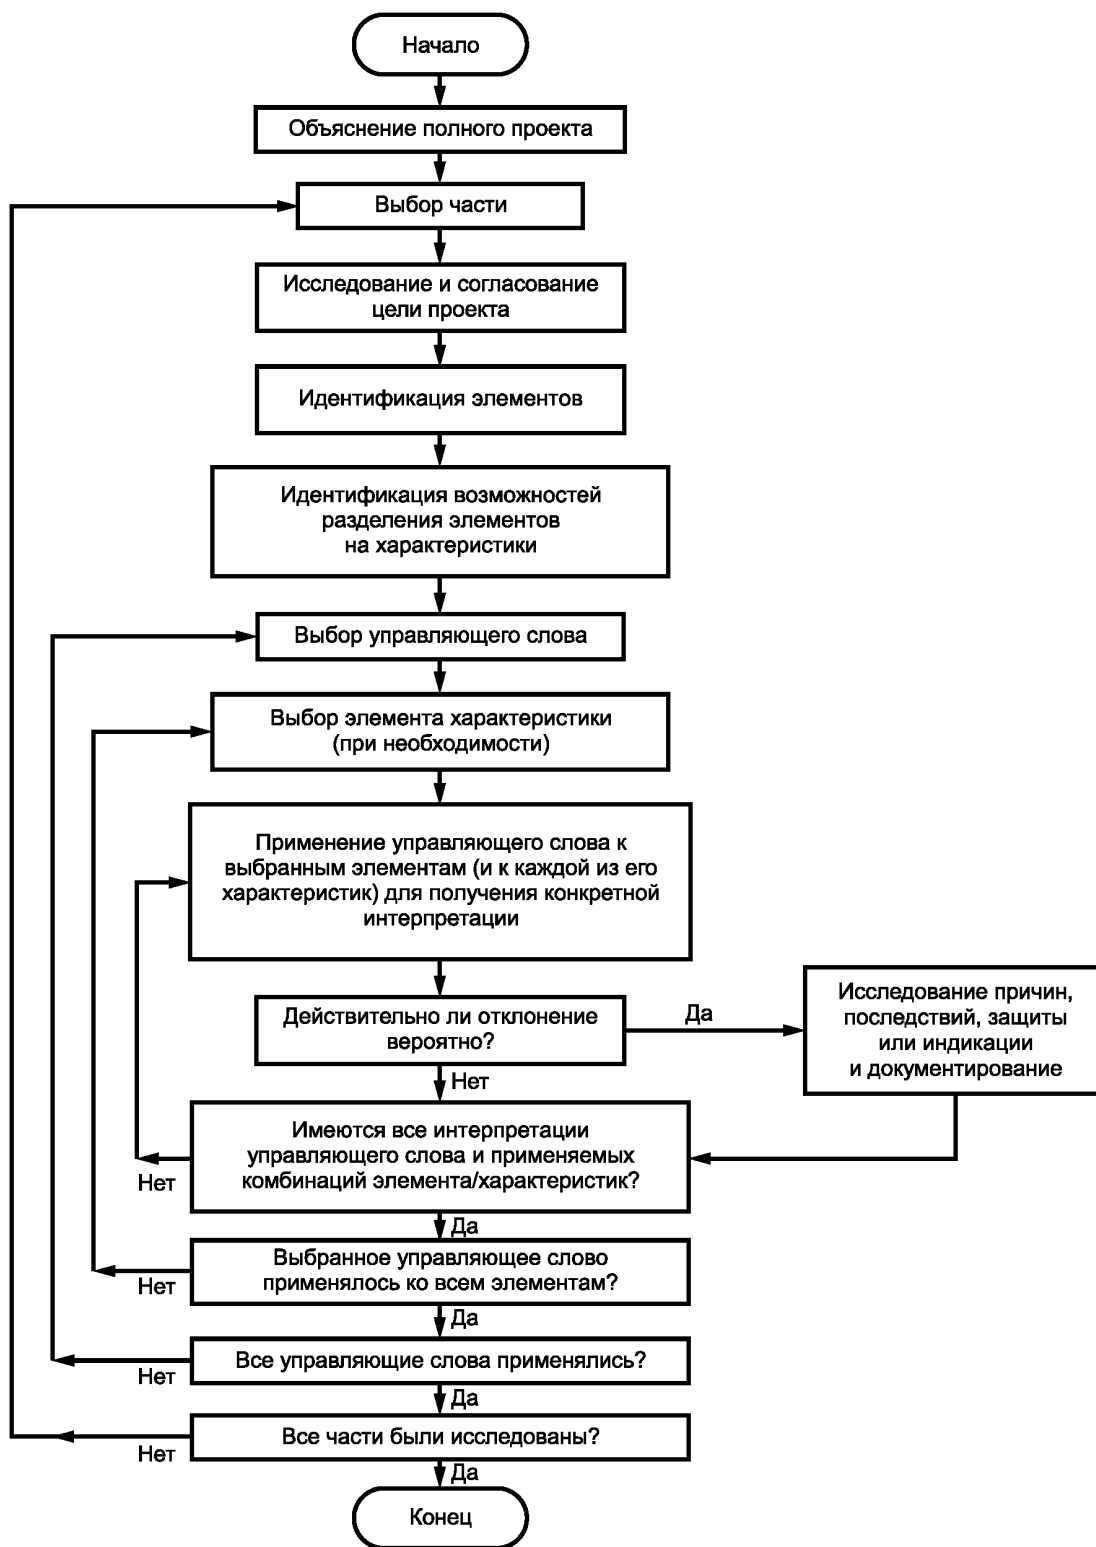 Начало
Объяснение полного проекта
Выбор части
Исследование и согласование
цели проекта
Идентификация элементов
Идентификация возможностей
разделения элементов
на характеристики
Выбор управляющего слова
Выбор элемента характеристики
(при необходимости)
Применение управляющего слова к
выбранным элементам (и к каждой из его
характеристик) для получения конкретной
интерпретации
Действительно ли отклонение
вероятно?
Да
Исследование причин,
последствий, защиты
или индикации
и документирование
Нет
Имеются все интерпретации
управляющего слова и применяемых
комбинаций элемента/характеристик?
Нет
Да
Выбранное управляющее слово
применялось ко всем элементам?
Нет
Да
Все управляющие слова применялись?
Нет
Да
Все части были исследованы?
Нет
Да
Конец